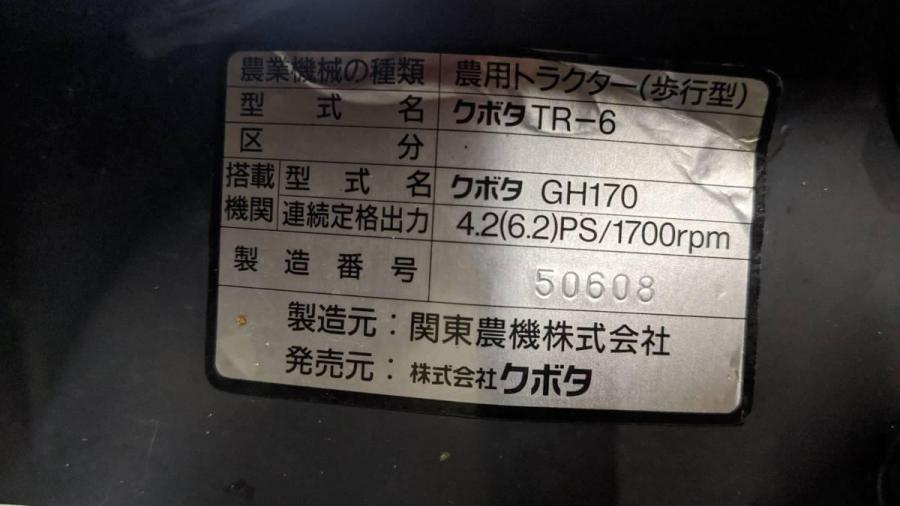 農業機械の種類 農用トラクター(歩行型)
型式名 クボタTR-6
区分
搭載機関 型式名 クボタ GH170
連続定格出力 4.2(6.2)PS/1700rpm
製造番号 50608
製造元：関東農機株式会社
発売元：株式会社クボタ